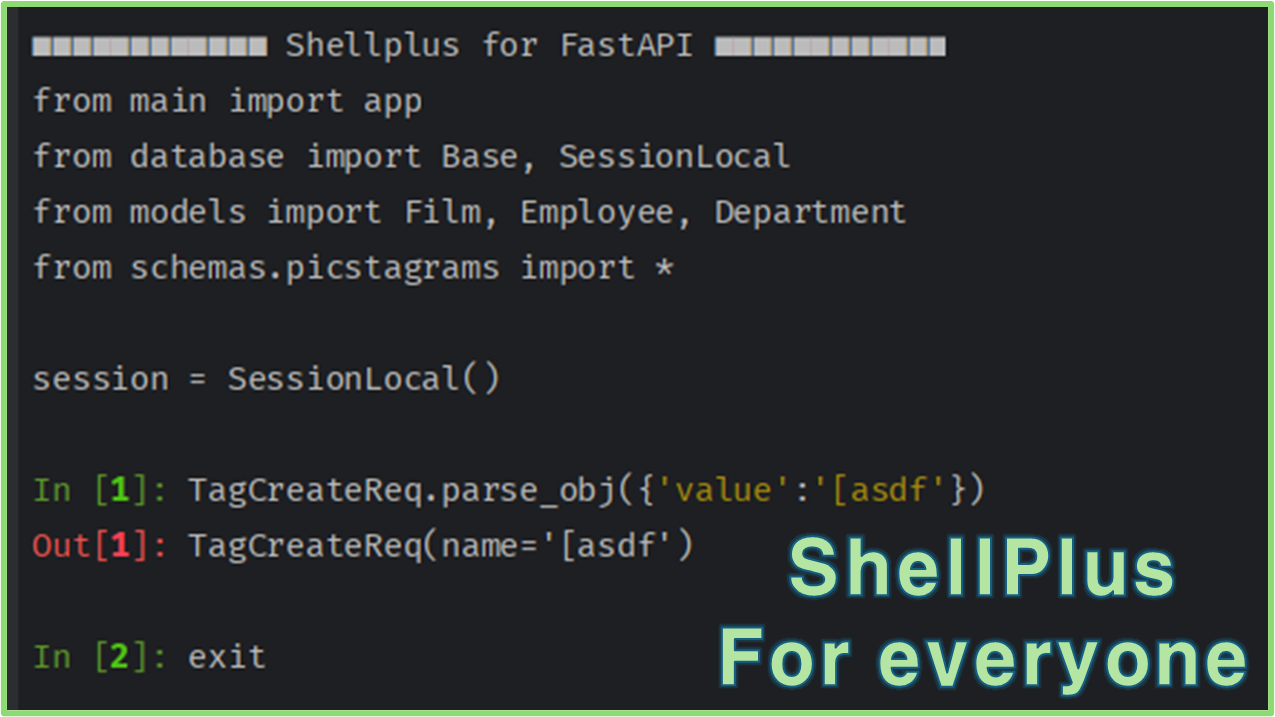 ■■■■■■■■■■■■ Shellplus for FastAPI ■■■■■■■■■■■■
from main import app
from database import Base, SessionLocal
from models import Film, Employee, Department
from schemas.picstagrams import *
session = SessionLocal()
In [1]: TagCreateReq.parse_obj({'value':'[asdf'})
Out[1]: TagCreateReq(name='[asdf')
In [2]: exit
ShellPlus
For everyone